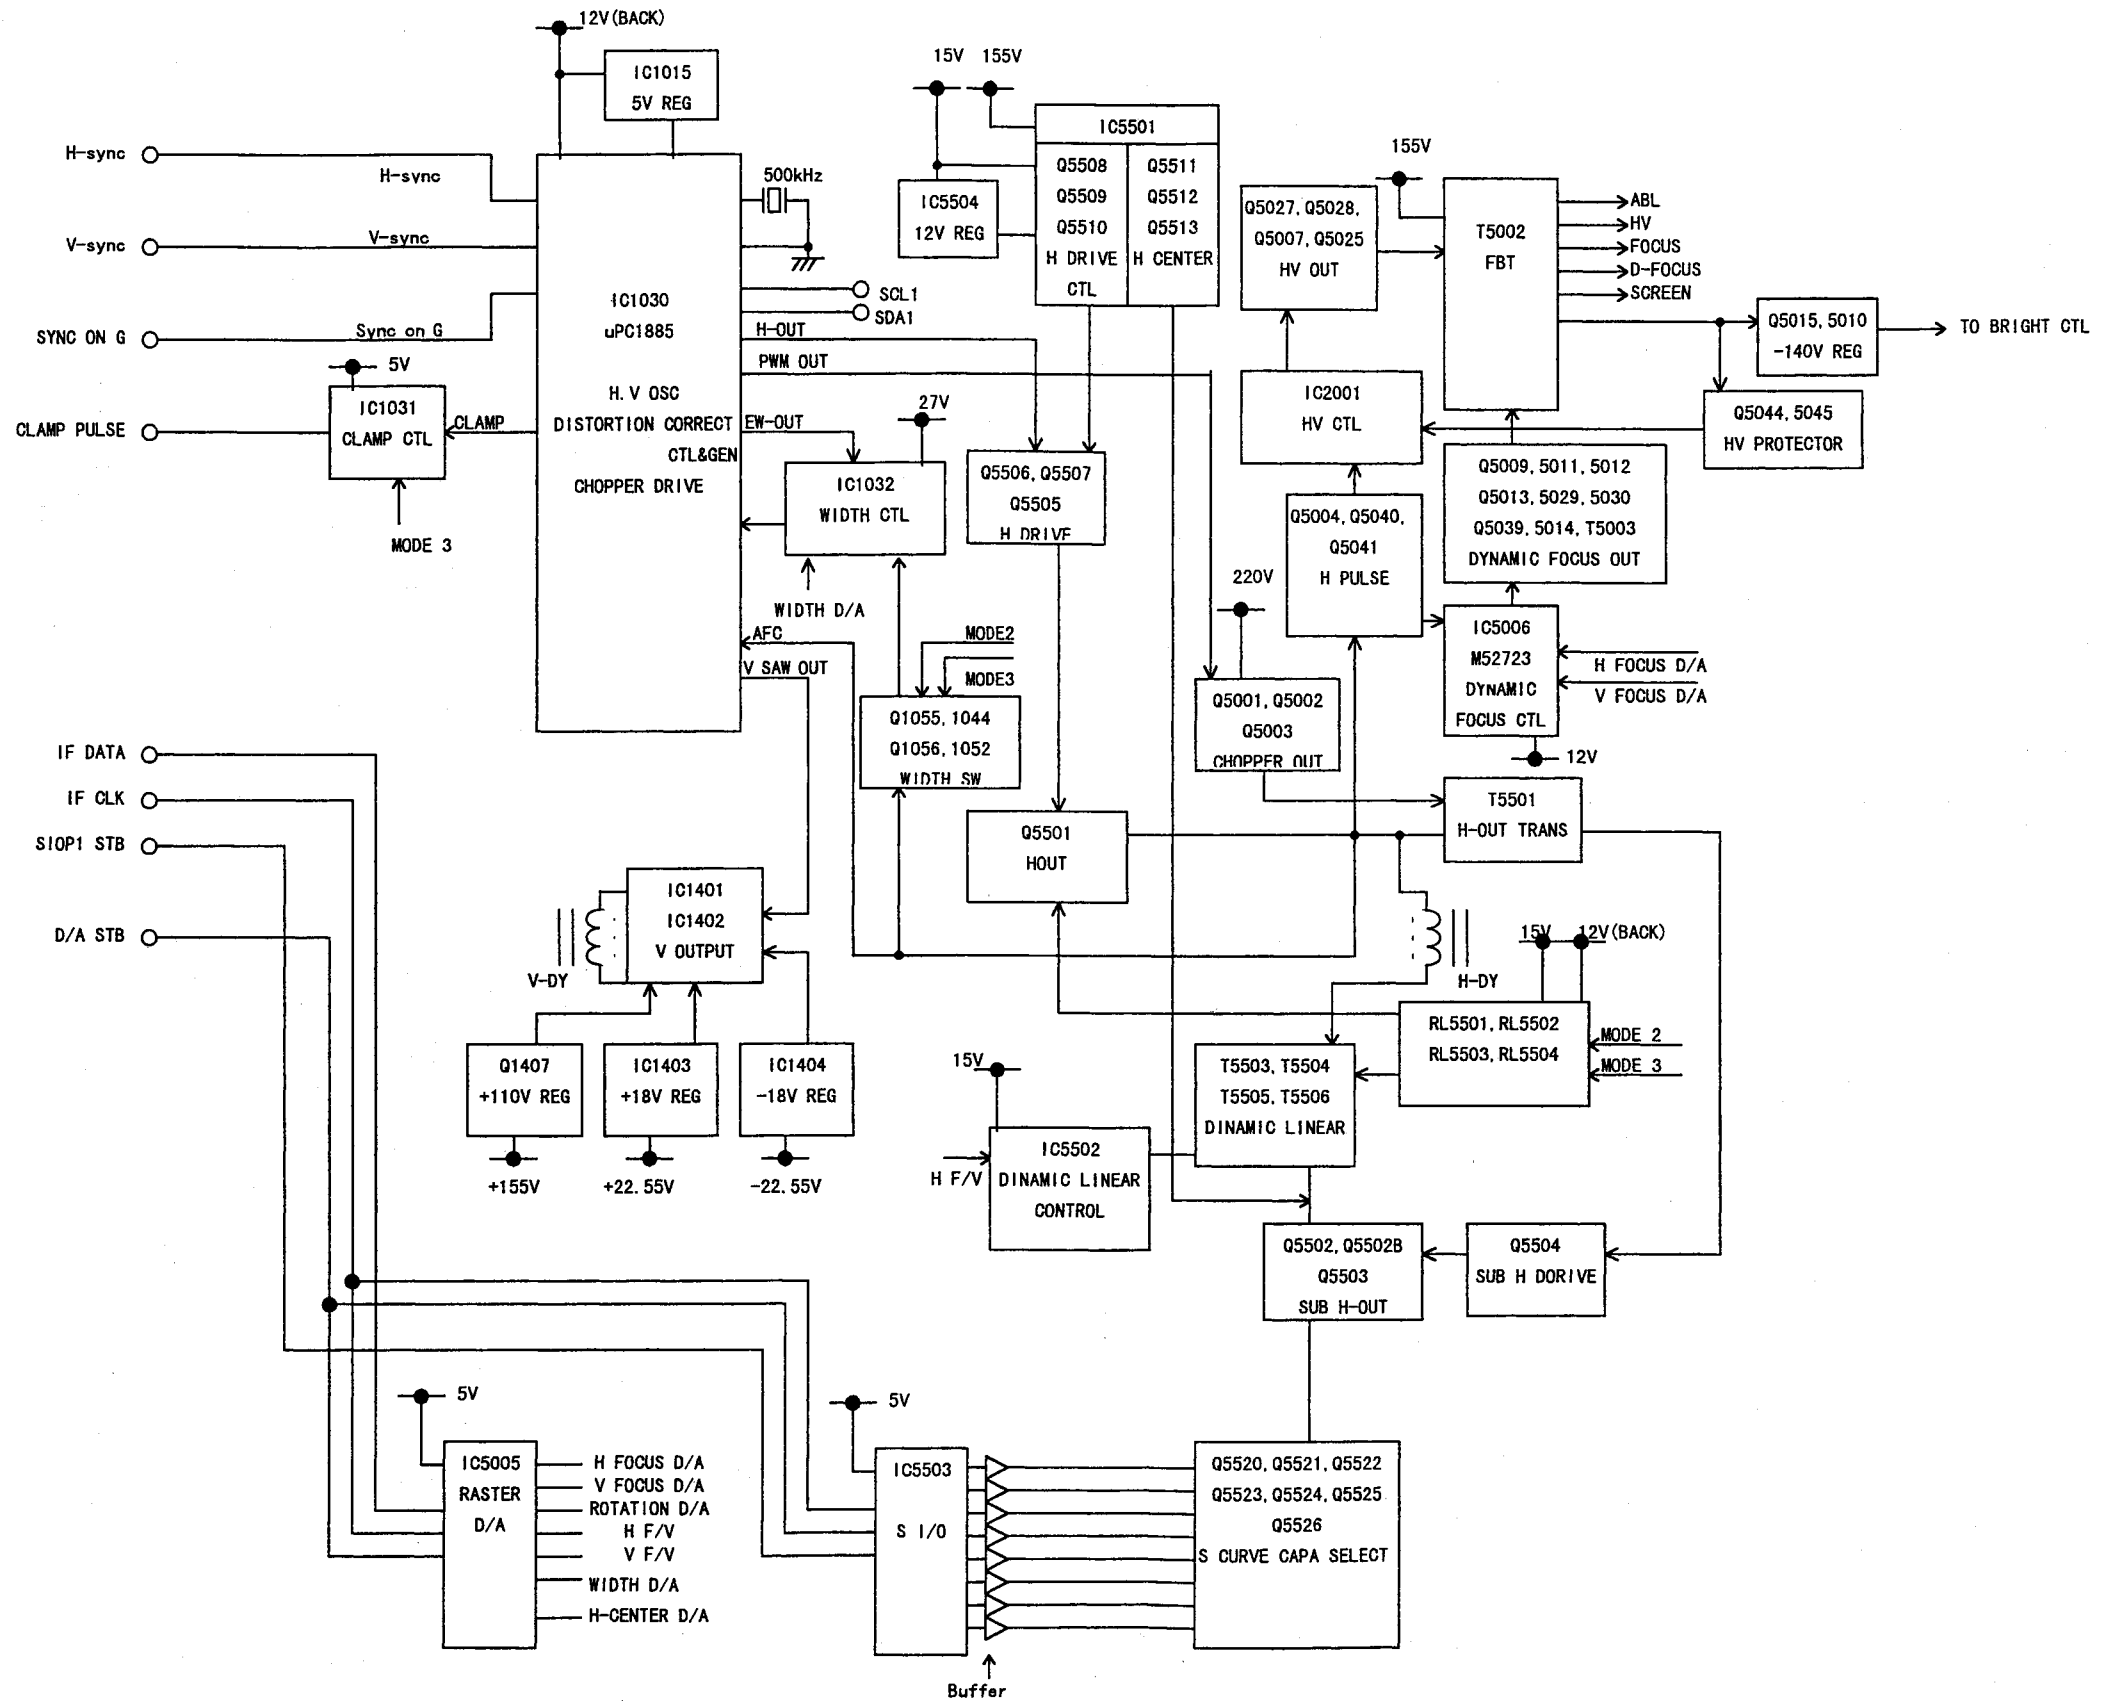 12V(BACK)
IC1015
5V REG
H-sync
H-sync
V-sync
V-sync
SYNC ON G
Sync on G
500kHz
IC1030
uPC1885
H.V OSC
DISTORTION CORRECT
CTL&GEN
CHOPPER DRIVE
SCL1
SDA1
H-OUT
PWM OUT
EW-OUT
AFC
V SAW OUT
5V
IC1031
CLAMP CTL
CLAMP
CLAMP PULSE
MODE 3
27V
IC1032
WIDTH CTL
WIDTH D/A
MODE2
MODE3
Q1055, 1044
Q1056, 1052
WIDTH SW
15V
155V
IC5501
Q5508
Q5509
Q5510
H DRIVE
CTL
Q5511
Q5512
Q5513
H CENTER
IC5504
12V REG
Q5506, Q5507
Q5505
H DRIVE
Q5027, Q5028,
Q5007, Q5025
HV OUT
155V
T5002
FBT
ABL
HV
FOCUS
D-FOCUS
SCREEN
Q5015, 5010
-140V REG
TO BRIGHT CTL
Q5044, 5045
HV PROTECTOR
IC2001
HV CTL
Q5004, Q5040,
Q5041
H PULSE
Q5009, 5011, 5012
Q5013, 5029, 5030
Q5039, 5014, T5003
DYNAMIC FOCUS OUT
IC5006
M52723
DYNAMIC
FOCUS CTL
H FOCUS D/A
V FOCUS D/A
12V
220V
Q5001, Q5002
Q5003
CHOPPER OUT
T5501
H-OUT TRANS
Q5501
HOUT
IF DATA
IF CLK
SIOP1 STB
D/A STB
IC1401
IC1402
V OUTPUT
V-DY
Q1407
+110V REG
IC1403
+18V REG
IC1404
-18V REG
+155V
+22.55V
-22.55V
H-DY
15V
12V(BACK)
RL5501, RL5502
RL5503, RL5504
MODE 2
MODE 3
T5503, T5504
T5505, T5506
DINAMIC LINEAR
15V
H F/V
IC5502
DINAMIC LINEAR
CONTROL
Q5502, Q5502B
Q5503
SUB H-OUT
Q5504
SUB H DORIVE
5V
IC5005
RASTER
D/A
H FOCUS D/A
V FOCUS D/A
ROTATION D/A
H F/V
V F/V
WIDTH D/A
H-CENTER D/A
5V
IC5503
S I/O
Buffer
Q5520, Q5521, Q5522
Q5523, Q5524, Q5525
Q5526
S CURVE CAPA SELECT